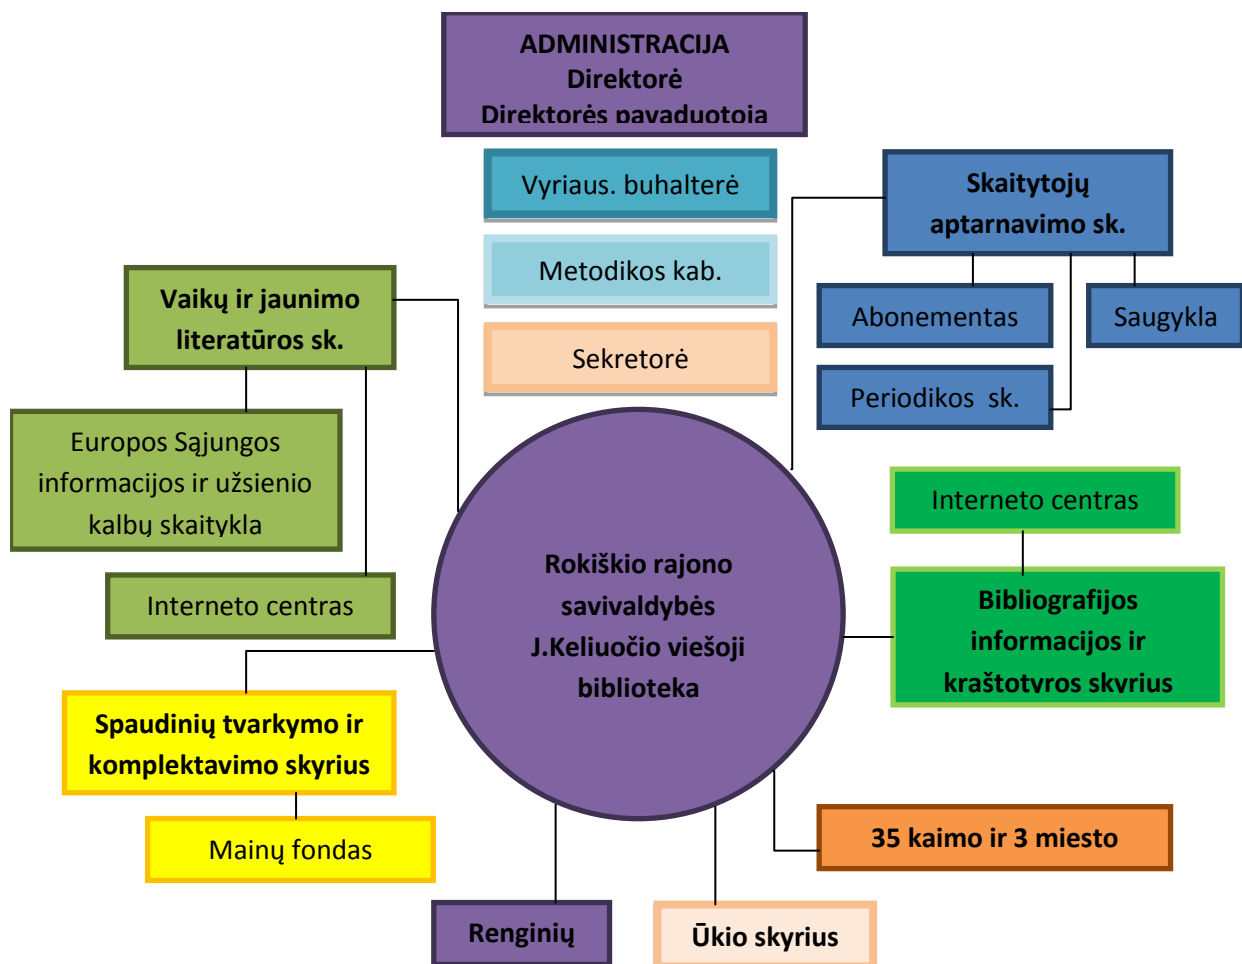 ADMINISTRACIJA
Direktorė
Direktorės pavaduotoja
Vyriaus. buhalterė
Metodikos kab.
Sekretorė
Skaitytojų
aptarnavimo sk.
Abonementas
Saugykla
Periodikos sk.
Vaikų ir jaunimo
literatūros sk.
Europos Sąjungos
informacijos ir užsienio
kalbų skaitykla
Interneto centras
Interneto centras
Bibliografijos
informacijos ir
kraštotyros skyrius
Rokiškio rajono
savivaldybės
J.Keliuočio viešoji
biblioteka
Spaudinių tvarkymo ir
komplektavimo skyrius
Mainų fondas
35 kaimo ir 3 miesto
Renginių
Ūkio skyrius